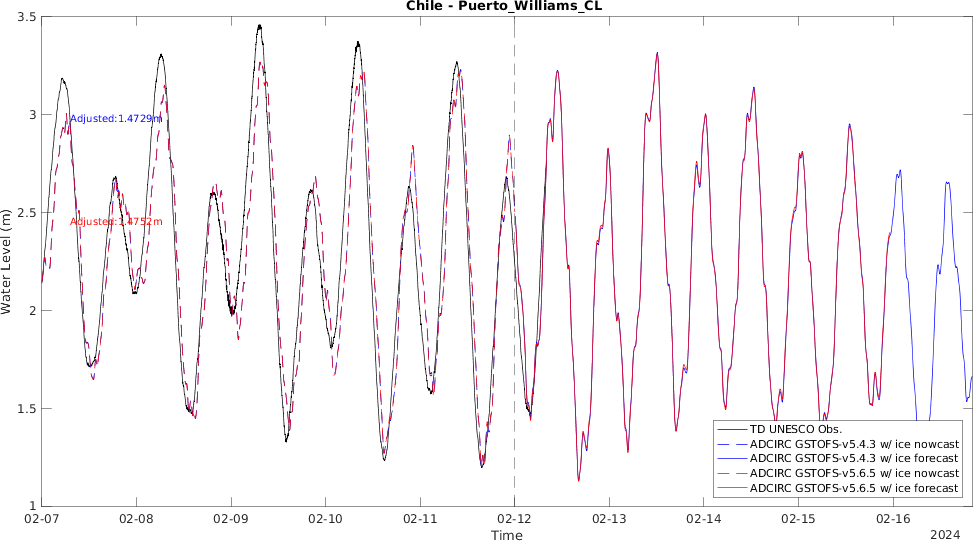 Chile - Puerto_Williams_CL
3.5
3
2.5
2
1.5
1
Water Level (m)
Adjusted:1.4729m
Adjusted:1.4752m
TD UNESCO Obs.
ADCIRC GSTOFS-v5.4.3 w/ ice nowcast
ADCIRC GSTOFS-v5.4.3 w/ ice forecast
ADCIRC GSTOFS-v5.6.5 w/ ice nowcast
ADCIRC GSTOFS-v5.6.5 w/ ice forecast
02-07 02-08 02-09 02-10 02-11 02-12 02-13 02-14 02-15 02-16
Time
2024